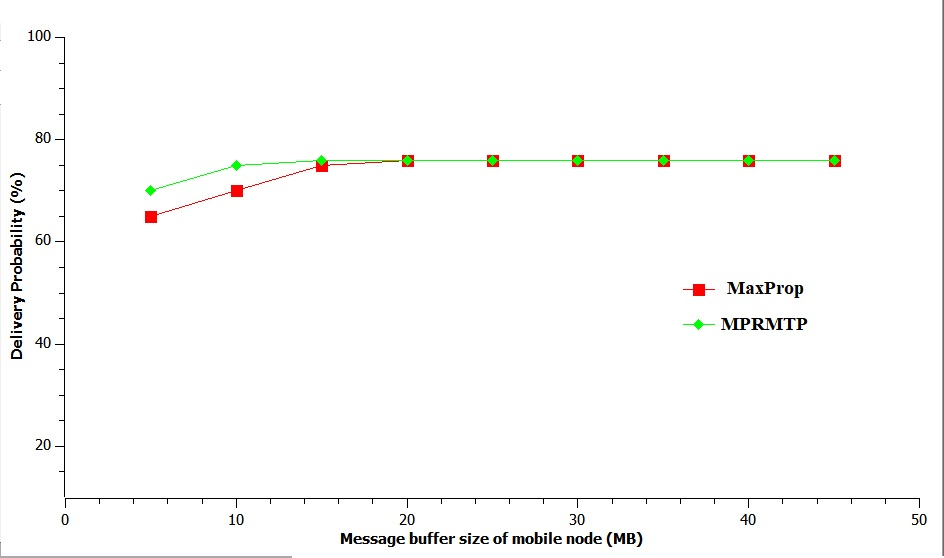 100
80
60
40
20
Delivery Probability (%)
MaxProp
MPRMTP
0 10 20 30 40 50
Message buffer size of mobile node (MB)